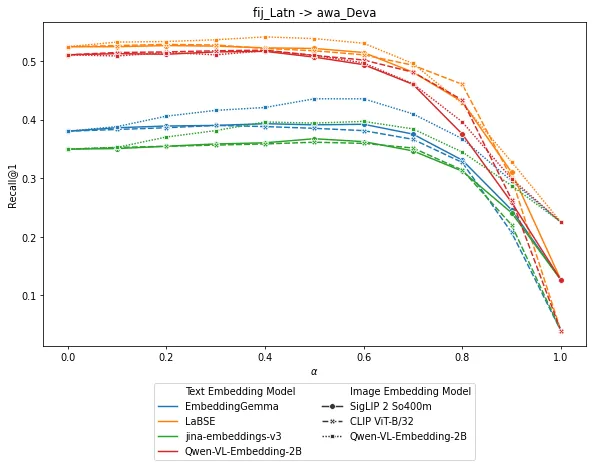 fij_Latn -> awa_Deva
Recall@1
0.5
0.4
0.3
0.2
0.1
0.0 0.2 0.4 0.6 0.8 1.0
α
Text Embedding Model Image Embedding Model
EmbeddingGemma SigLIP 2 So400m
LaBSE CLIP ViT-B/32
jina-embeddings-v3 Qwen-VL-Embedding-2B
Qwen-VL-Embedding-2B